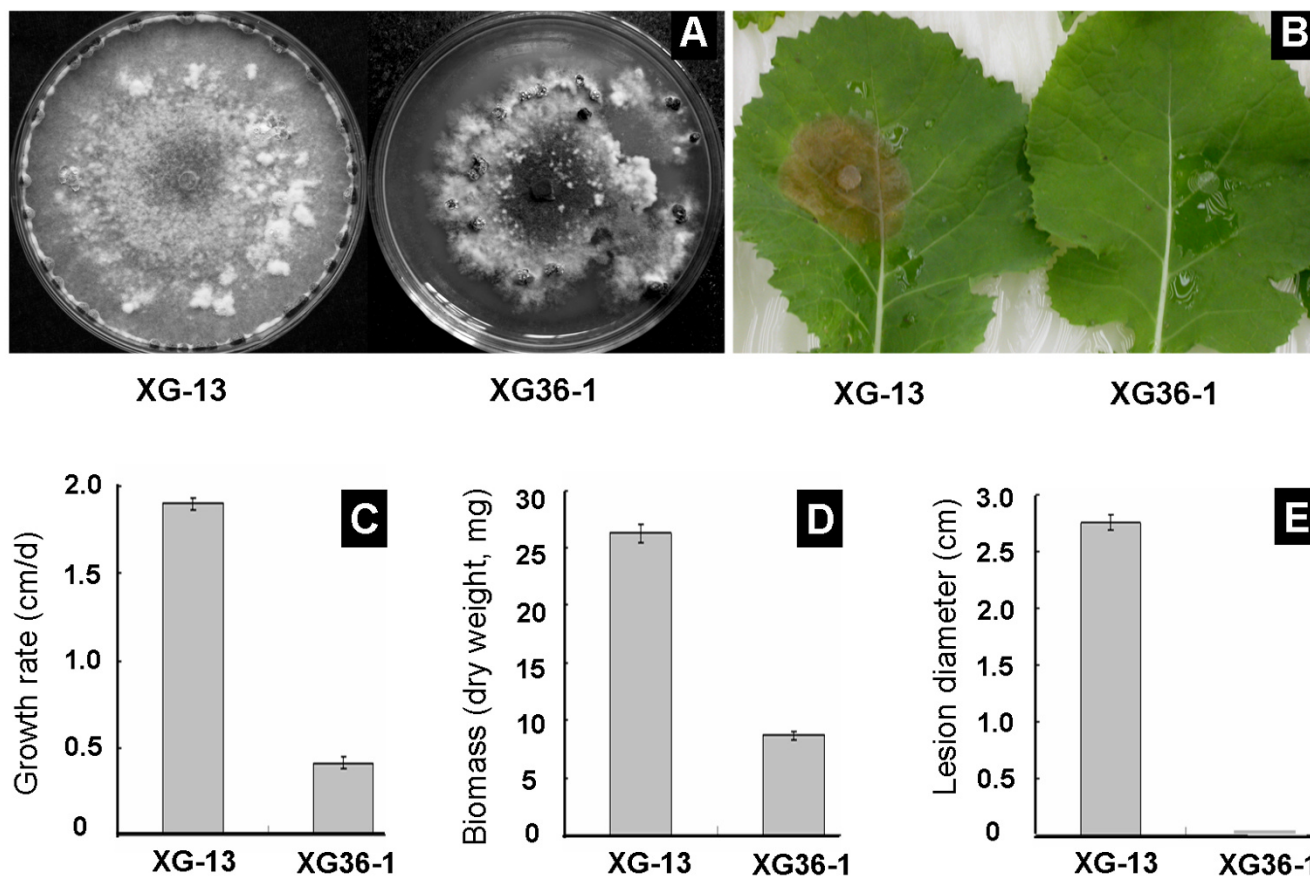 A
B
XG-13
XG36-1
XG-13
XG36-1
C
Growth rate (cm/d)
2.0
1.5
1.0
0.5
0
XG-13
XG36-1
D
Biomass (dry weight, mg)
30
25
20
15
10
5
0
XG-13
XG36-1
E
Lesion diameter (cm)
3.0
2.5
2.0
1.5
1.0
0.5
0
XG-13
XG36-1